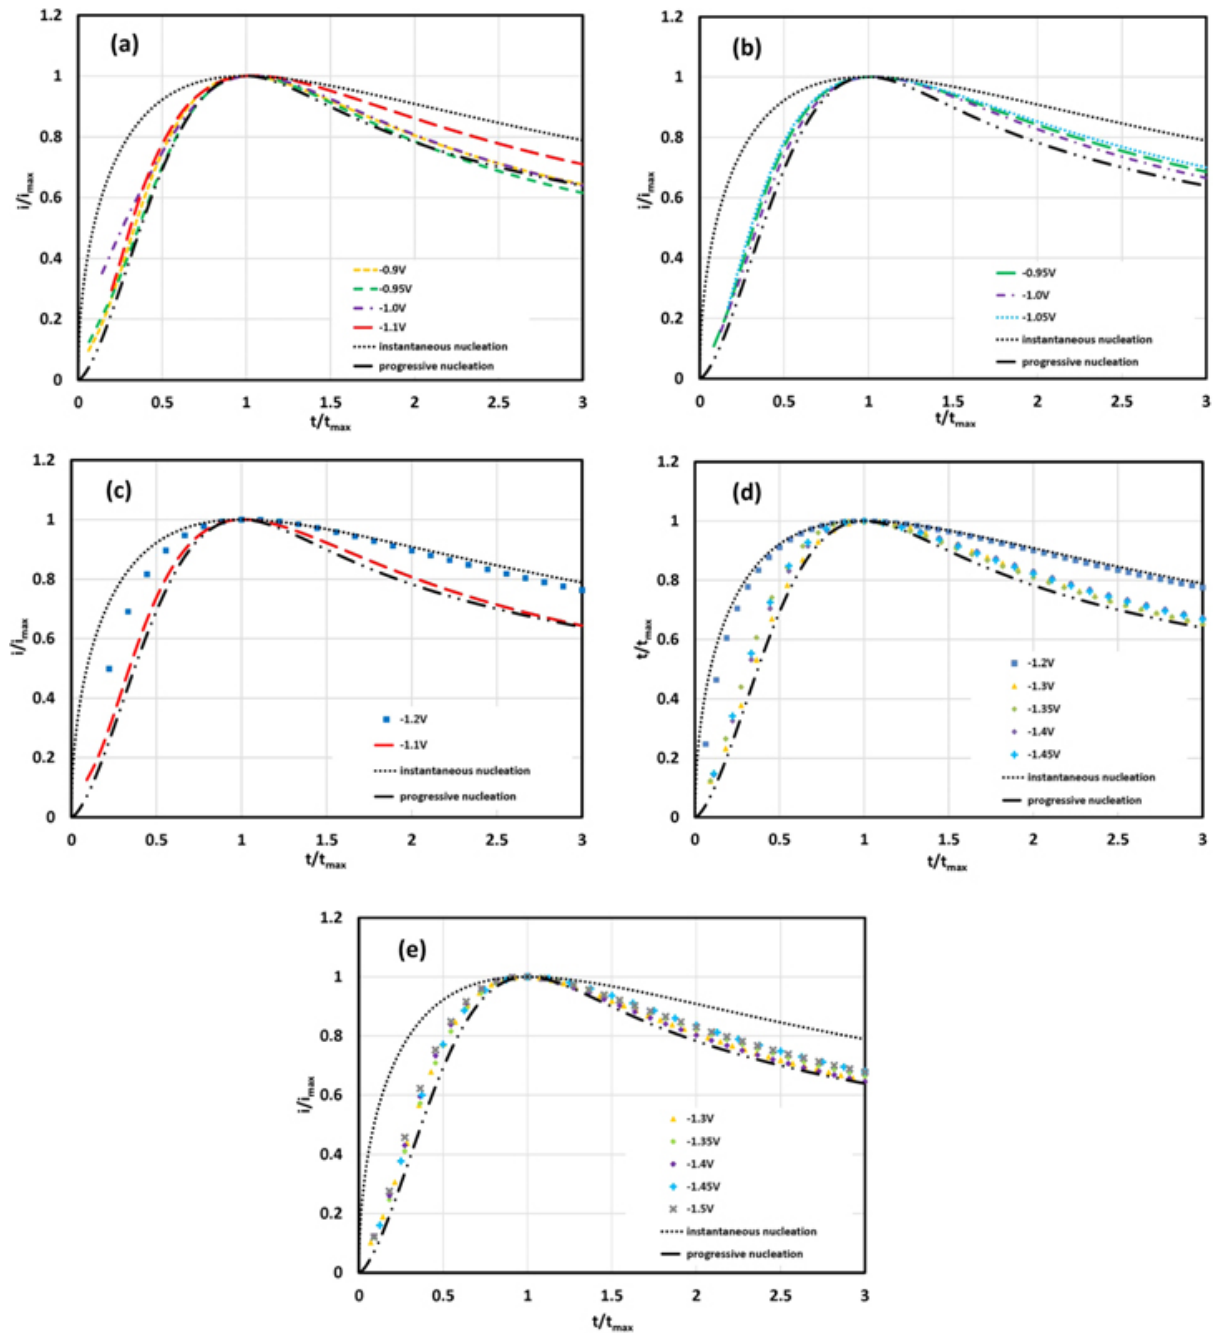 (a)
i/imax
1.2
1
0.8
0.6
0.4
0.2
0
-0.9V
-0.95V
-1.0V
-1.1V
instantaneous nucleation
progressive nucleation
0 0.5 1 1.5 2 2.5 3
t/tmax
(b)
i/imax
1.2
1
0.8
0.6
0.4
0.2
0
-0.95V
-1.0V
-1.05V
instantaneous nucleation
progressive nucleation
0 0.5 1 1.5 2 2.5 3
t/tmax
(c)
i/imax
1.2
1
0.8
0.6
0.4
0.2
0
-1.2V
-1.1V
instantaneous nucleation
progressive nucleation
0 0.5 1 1.5 2 2.5 3
t/tmax
(d)
t/tmax
1.2
1
0.8
0.6
0.4
0.2
0
-1.2V
-1.3V
-1.35V
-1.4V
-1.45V
instantaneous nucleation
progressive nucleation
0 0.5 1 1.5 2 2.5 3
t/tmax
(e)
i/imax
1.2
1
0.8
0.6
0.4
0.2
0
-1.3V
-1.35V
-1.4V
-1.45V
-1.5V
instantaneous nucleation
progressive nucleation
0 0.5 1 1.5 2 2.5 3
t/tmax